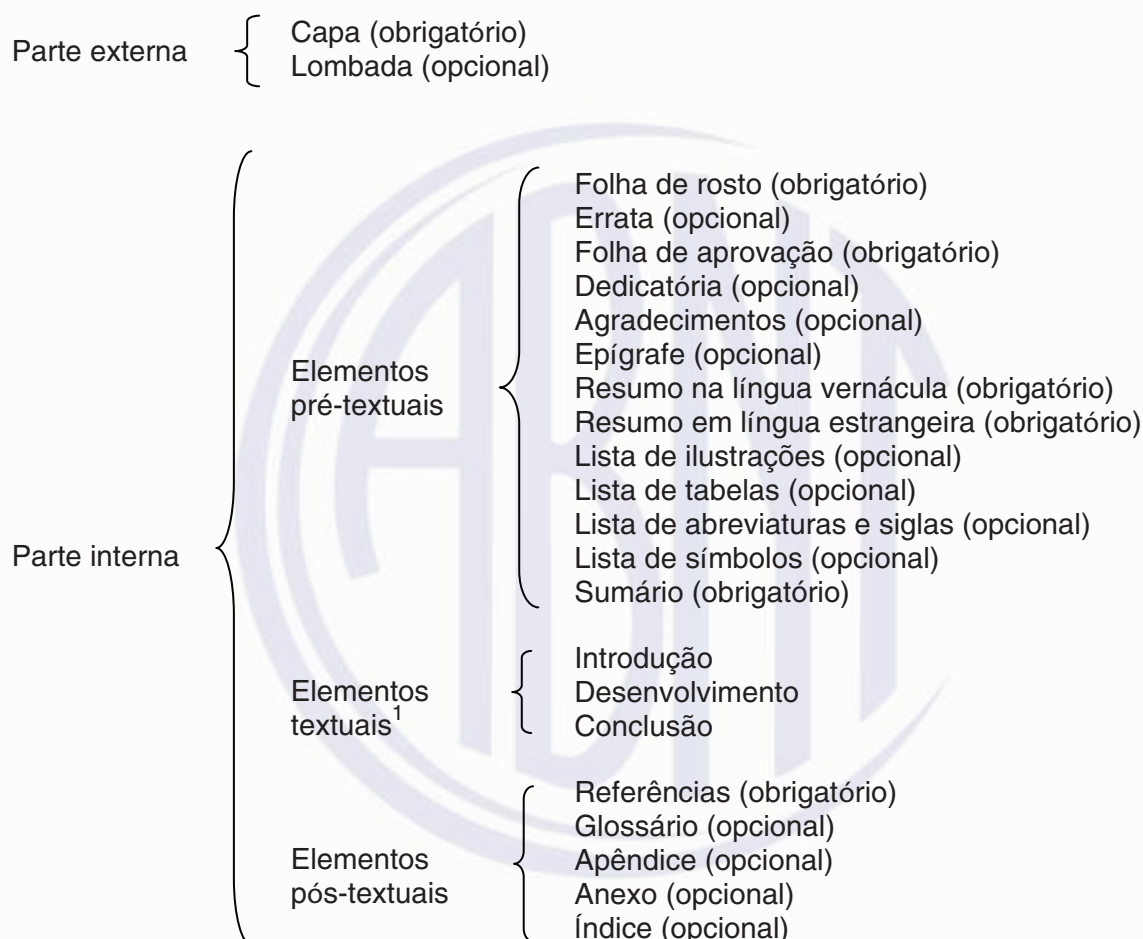 Parte externa
Capa (obrigatório)
Lombada (opcional)
Parte interna
Elementos
pré-textuais
Folha de rosto (obrigatório)
Errata (opcional)
Folha de aprovação (obrigatório)
Dedicatória (opcional)
Agradecimentos (opcional)
Epígrafe (opcional)
Resumo na língua vernácula (obrigatório)
Resumo em língua estrangeira (obrigatório)
Lista de ilustrações (opcional)
Lista de tabelas (opcional)
Lista de abreviaturas e siglas (opcional)
Lista de símbolos (opcional)
Sumário (obrigatório)
Elementos
textuais¹
Introdução
Desenvolvimento
Conclusão
Elementos
pós-textuais
Referências (obrigatório)
Glossário (opcional)
Apêndice (opcional)
Anexo (opcional)
Índice (opcional)
ABNT